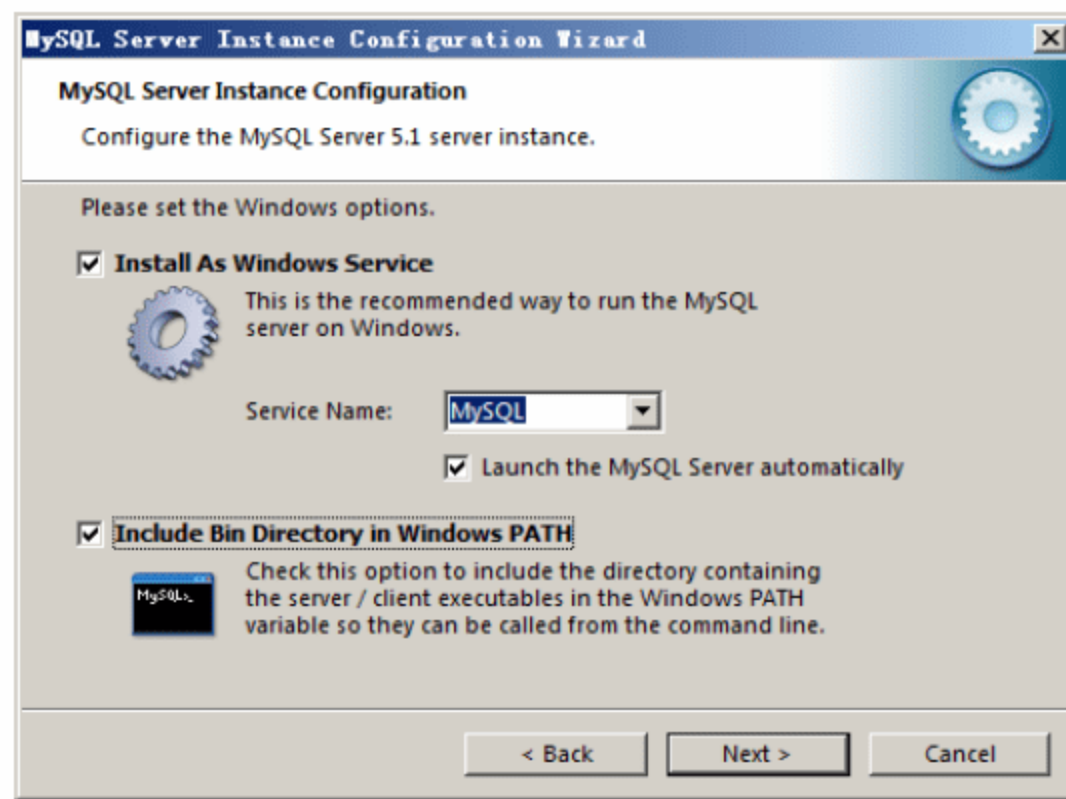 MySQL Server Instance Configuration Wizard
MySQL Server Instance Configuration
Configure the MySQL Server 5.1 server instance.
Please set the Windows options.
Install As Windows Service
This is the recommended way to run the MySQL
server on Windows.
Service Name: MySQL
Launch the MySQL Server automatically
Include Bin Directory in Windows PATH
MySQL>_
Check this option to include the directory containing
the server / client executables in the Windows PATH
variable so they can be called from the command line.
< Back Next > Cancel